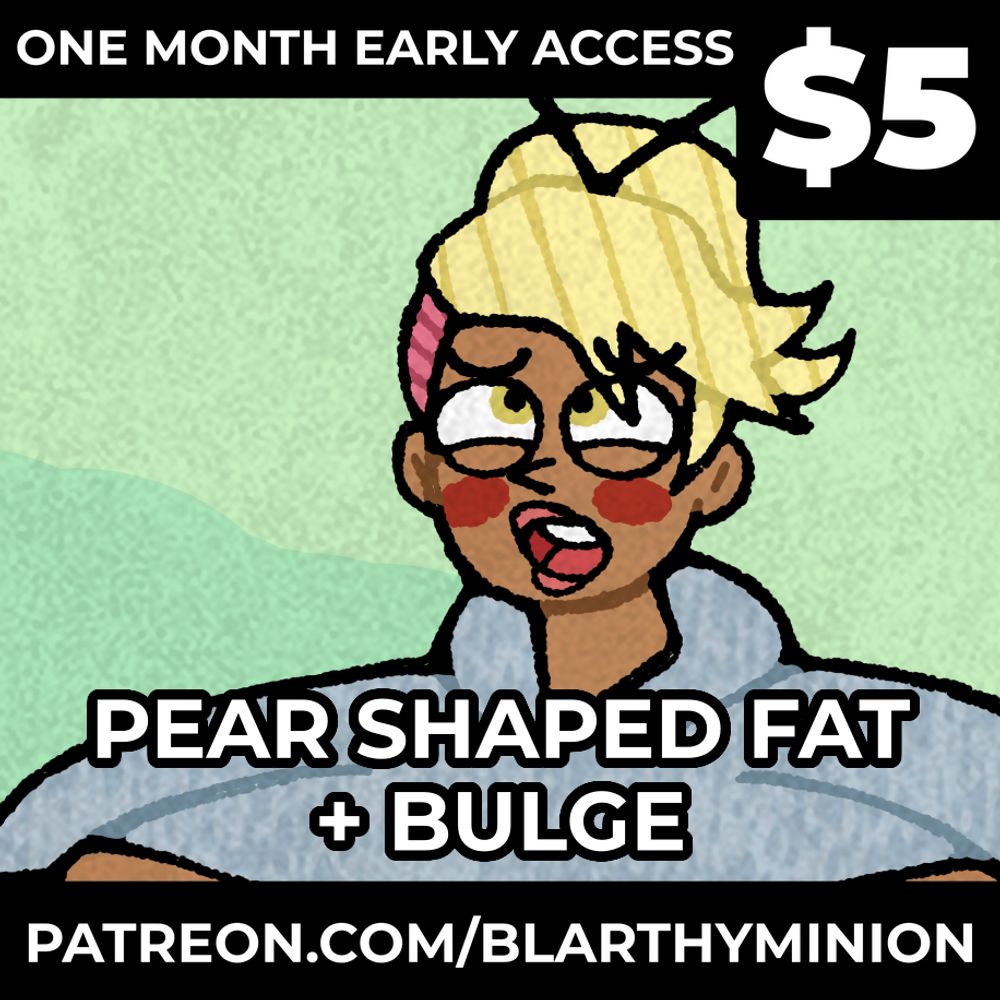 ONE MONTH EARLY ACCESS
$5
PEAR SHAPED FAT
+ BULGE
PATREON.COM/BLARTHYMINION